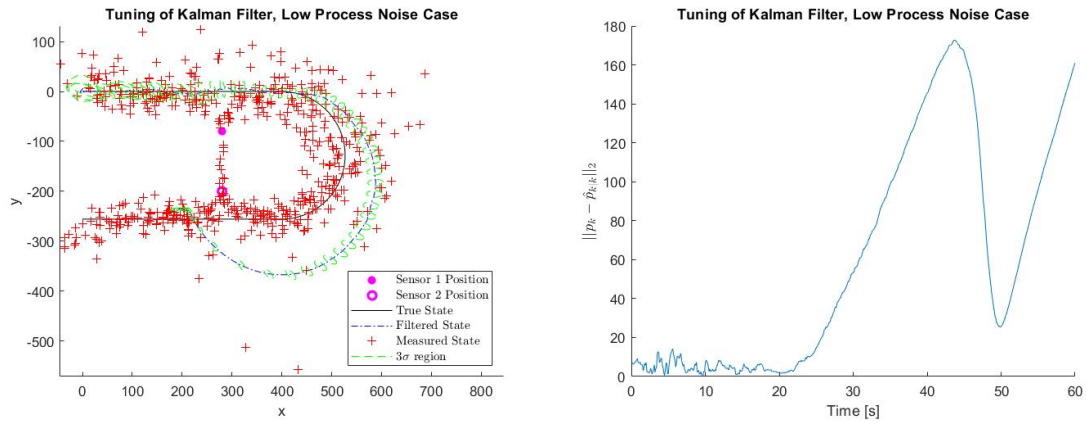 Tuning of Kalman Filter, Low Process Noise Case
100
0
-100
-200
-300
-400
-500
y
0 100 200 300 400 500 600 700 800
x
Sensor 1 Position
Sensor 2 Position
True State
Filtered State
Measured State
3σ region
Tuning of Kalman Filter, Low Process Noise Case
180
160
140
120
100
80
60
40
20
0
||p_k − p̂_{k|k}||_2
0 10 20 30 40 50 60
Time [s]